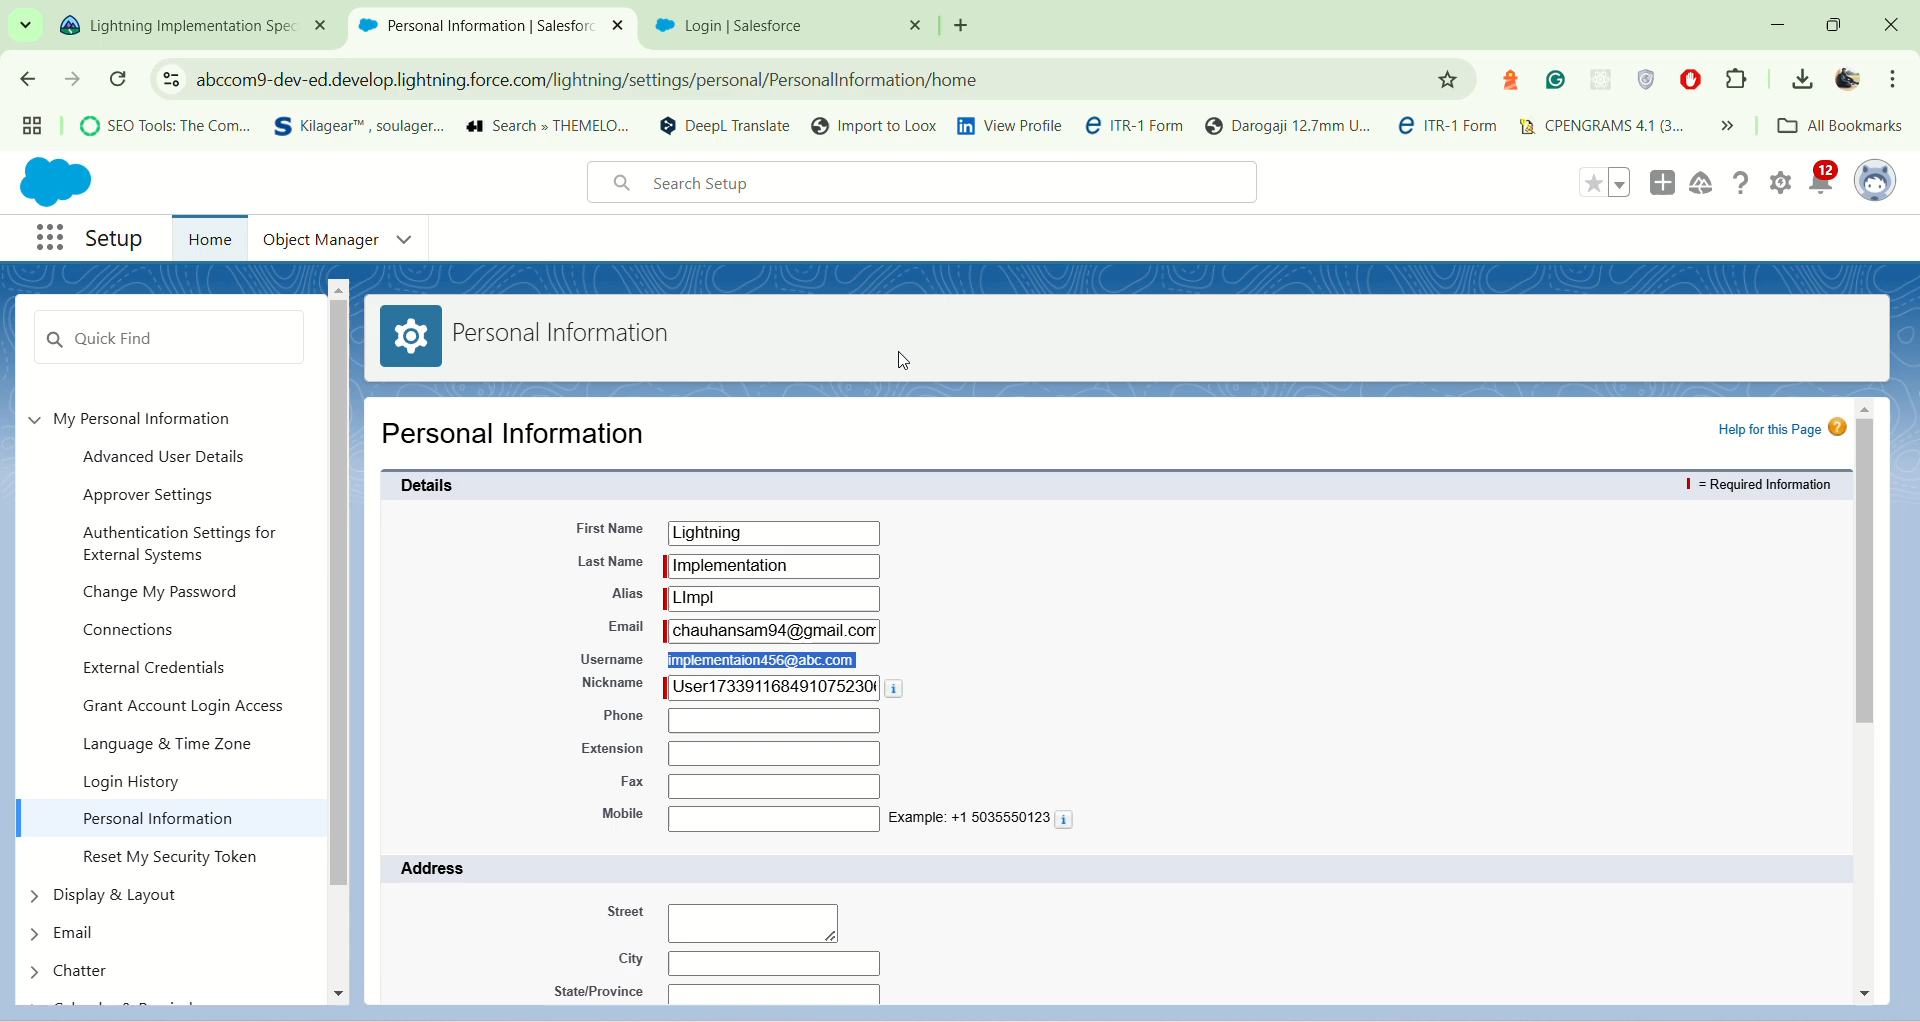 Lightning Implementation Spec
Personal Information | Salesforc
Login | Salesforce
abccom9-dev-ed.develop.lightning.force.com/lightning/settings/personal/PersonalInformation/home
SEO Tools: The Com...
Kilagear™ , soulager...
Search » THEMELO...
DeepL Translate
Import to Loox
View Profile
ITR-1 Form
Darogaji 12.7mm U...
ITR-1 Form
CPENGRAMS 4.1 (3...
»
All Bookmarks
Search Setup
12
Setup
Home
Object Manager
Quick Find
My Personal Information
Advanced User Details
Approver Settings
Authentication Settings for
External Systems
Change My Password
Connections
External Credentials
Grant Account Login Access
Language & Time Zone
Login History
Personal Information
Reset My Security Token
Display & Layout
Email
Chatter
Personal Information
Personal Information
Help for this Page
Details
= Required Information
First Name Lightning
Last Name Implementation
Alias LImpl
Email chauhansam94@gmail.com
Username implementaion456@abc.com
Nickname User17339116849107523​0
Phone
Extension
Fax
Mobile Example: +1 5035550123
Address
Street
City
State/Province